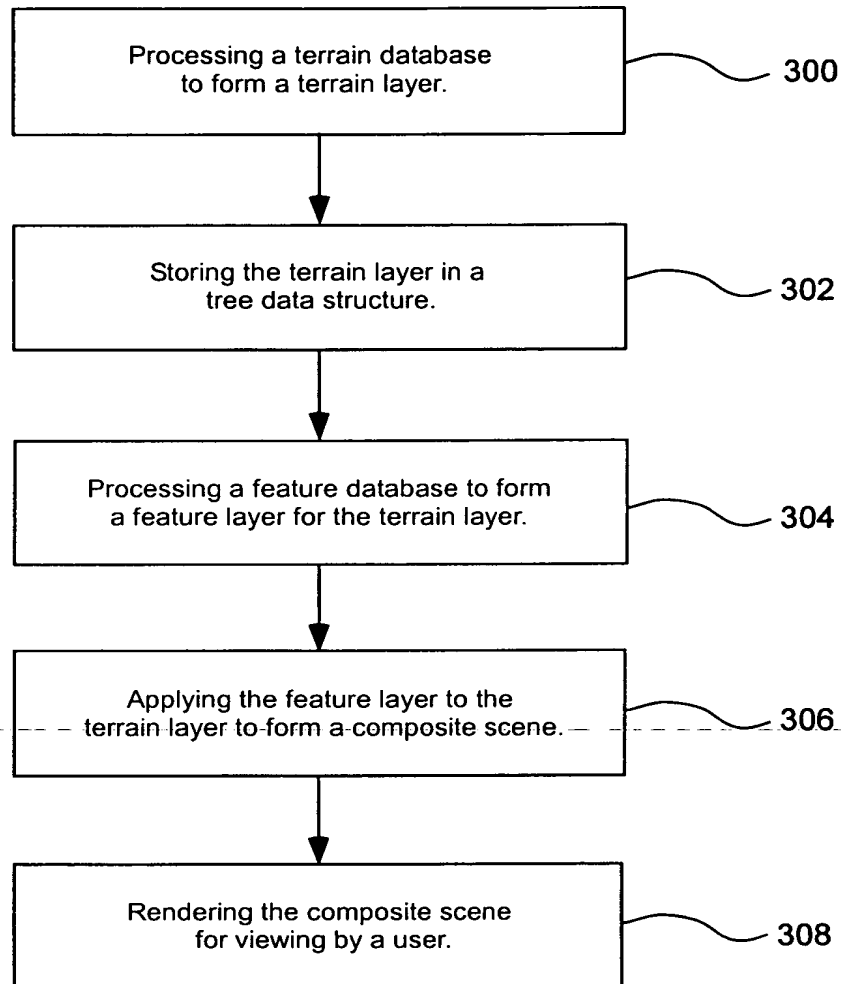 Processing a terrain database
to form a terrain layer.
300
Storing the terrain layer in a
tree data structure.
302
Processing a feature database to form
a feature layer for the terrain layer.
304
Applying the feature layer to the
terrain layer to form a composite scene.
306
Rendering the composite scene
for viewing by a user.
308